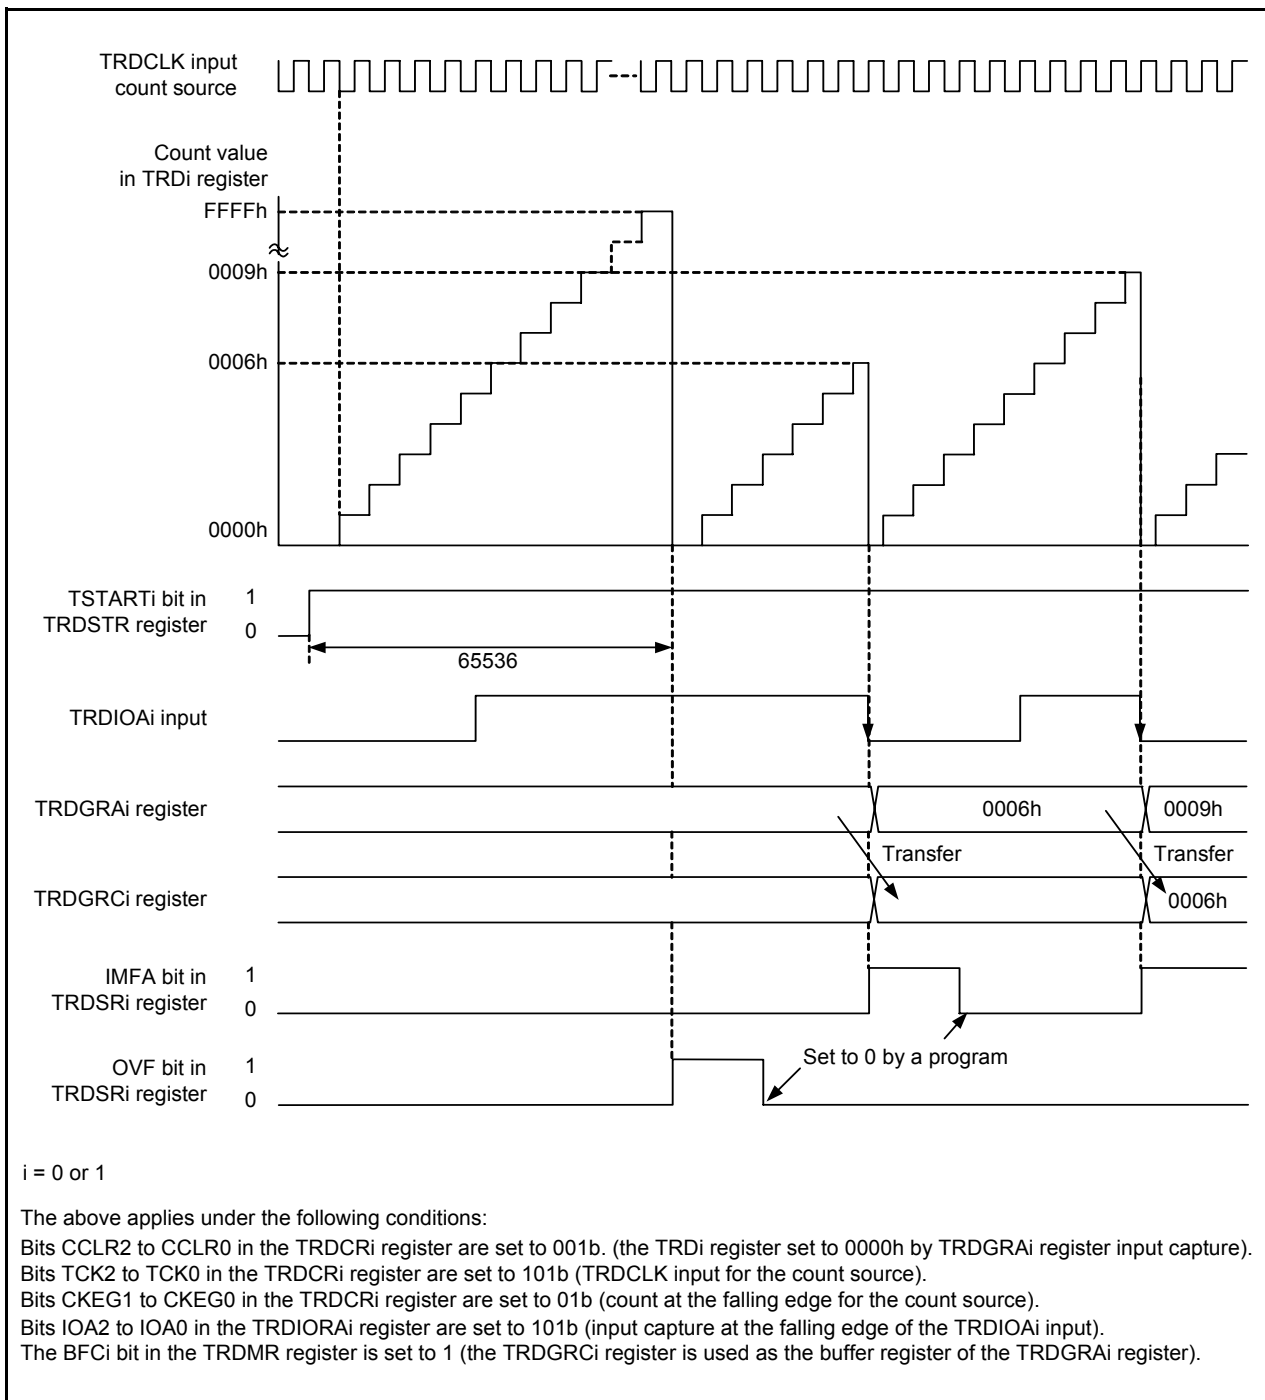 TRDCLK input
count source
Count value
in TRDi register
FFFFh
0009h
0006h
0000h
TSTARTi bit in
TRDSTR register
1
0
65536
TRDIOAi input
TRDGRAi register
0006h
0009h
Transfer
Transfer
TRDGRCi register
0006h
IMFA bit in
TRDSRi register
1
0
Set to 0 by a program
OVF bit in
TRDSRi register
1
0
i = 0 or 1
The above applies under the following conditions:
Bits CCLR2 to CCLR0 in the TRDCRi register are set to 001b. (the TRDi register set to 0000h by TRDGRAi register input capture).
Bits TCK2 to TCK0 in the TRDCRi register are set to 101b (TRDCLK input for the count source).
Bits CKEG1 to CKEG0 in the TRDCRi register are set to 01b (count at the falling edge for the count source).
Bits IOA2 to IOA0 in the TRDIORAi register are set to 101b (input capture at the falling edge of the TRDIOAi input).
The BFCi bit in the TRDMR register is set to 1 (the TRDGRCi register is used as the buffer register of the TRDGRAi register).